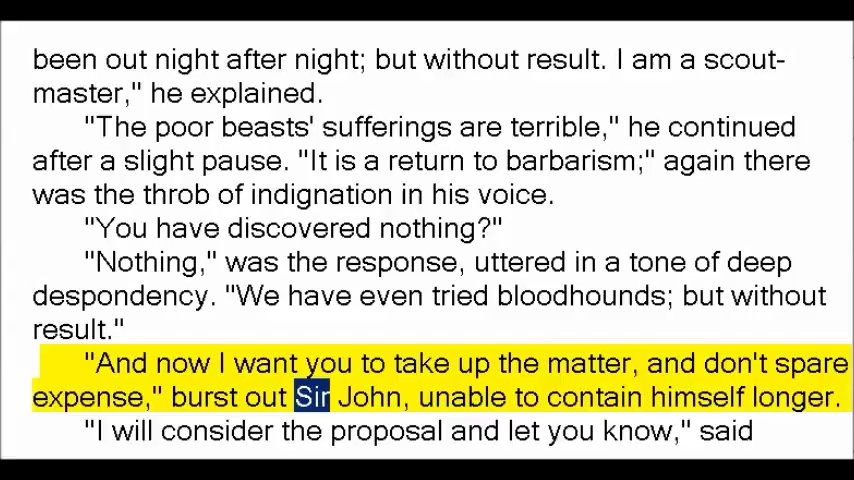 been out night after night; but without result. I am a scout-
master," he explained.
"The poor beasts' sufferings are terrible," he continued
after a slight pause. "It is a return to barbarism;" again there
was the throb of indignation in his voice.
"You have discovered nothing?"
"Nothing," was the response, uttered in a tone of deep
despondency. "We have even tried bloodhounds; but without
result."
"And now I want you to take up the matter, and don't spare
expense," burst out Sir John, unable to contain himself longer.
"I will consider the proposal and let you know," said